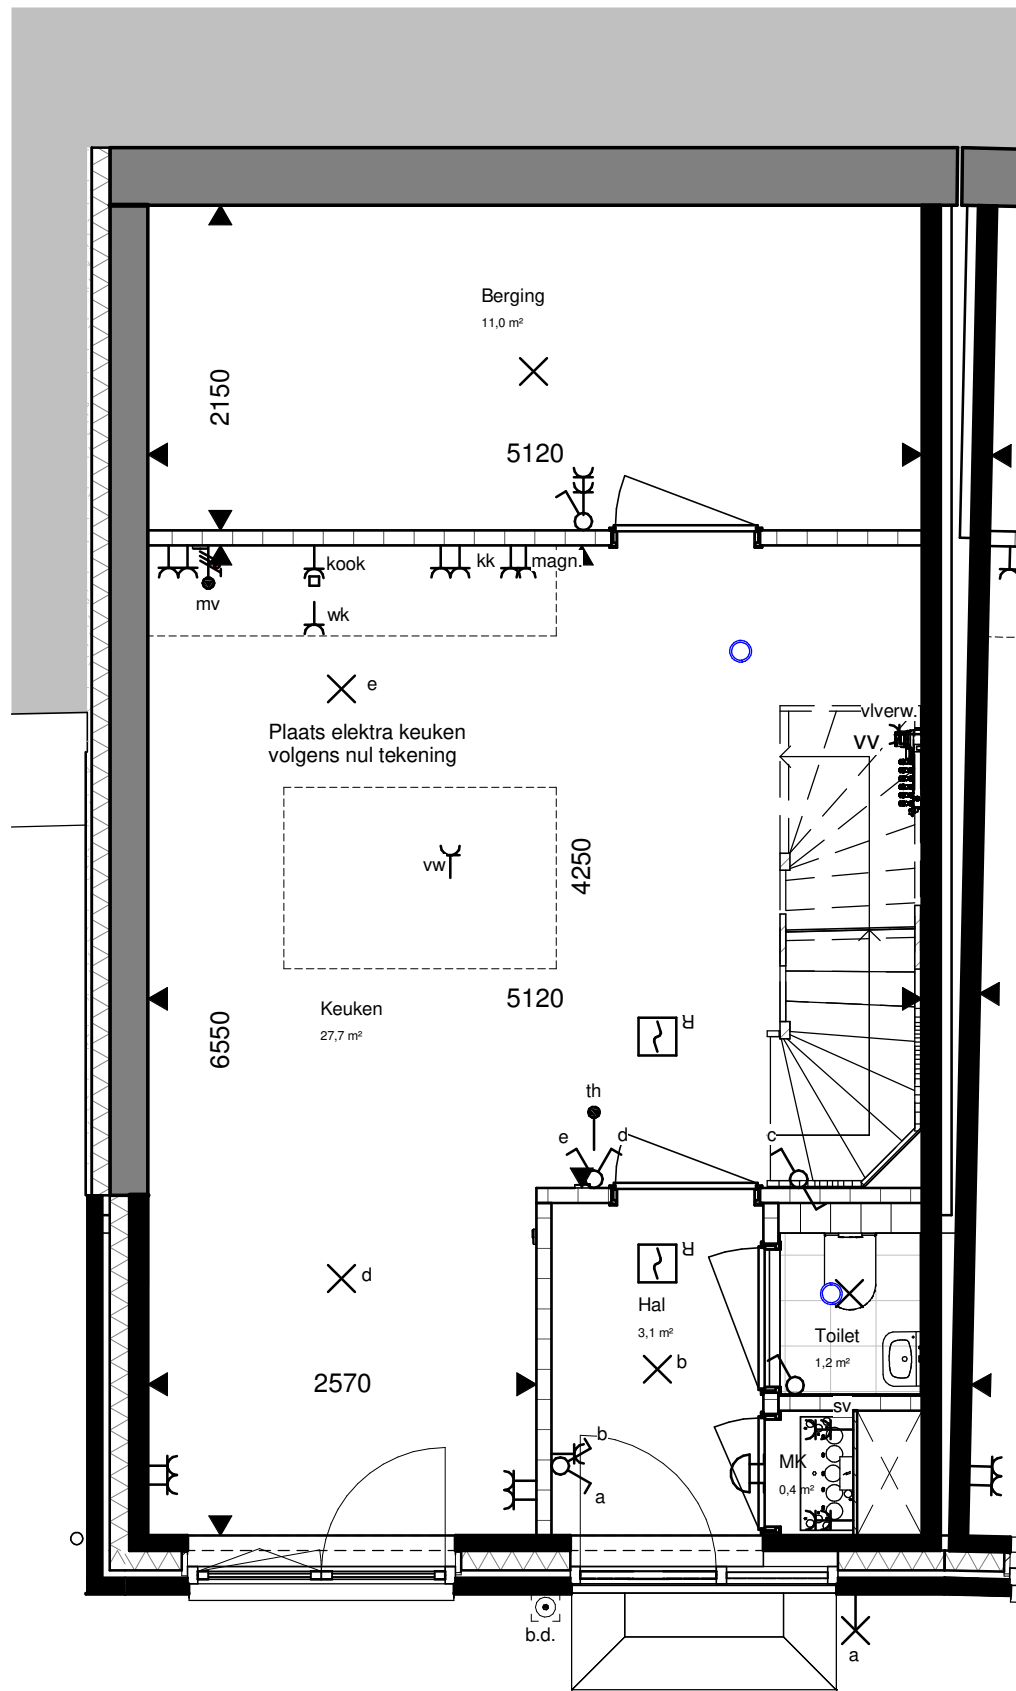 Berging
11,0 m²
2150
5120
kook
kk
magn.
mv
wk
e
Plaats elektra keuken
volgens nul tekening
vlverw.
vv
vw
4250
Keuken
27,7 m²
5120
6550
R
th
e
d
c
R
d
Hal
3,1 m²
b
Toilet
1,2 m²
2570
sv
b
MK
0,4 m²
a
b.d.
a